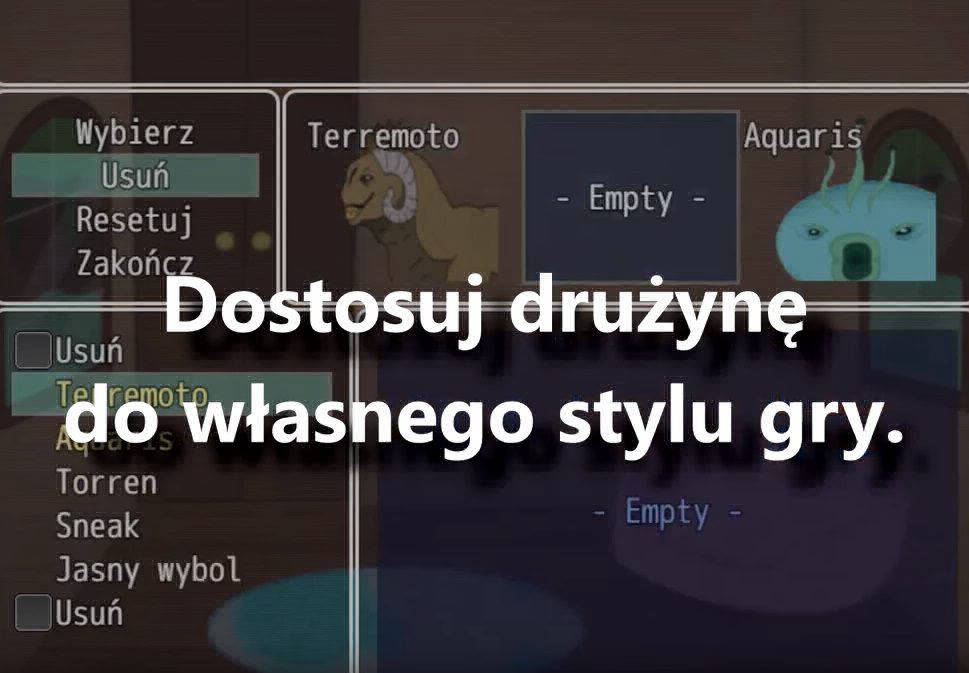 Wybierz
Usuń
Resetuj
Zakończ
Terremoto
- Empty -
Aquaris
Dostosuj drużynę
do własnego stylu gry.
Usuń
Terremoto
Aquaris
Torren
Sneak
Jasny wybol
Usuń
- Empty -